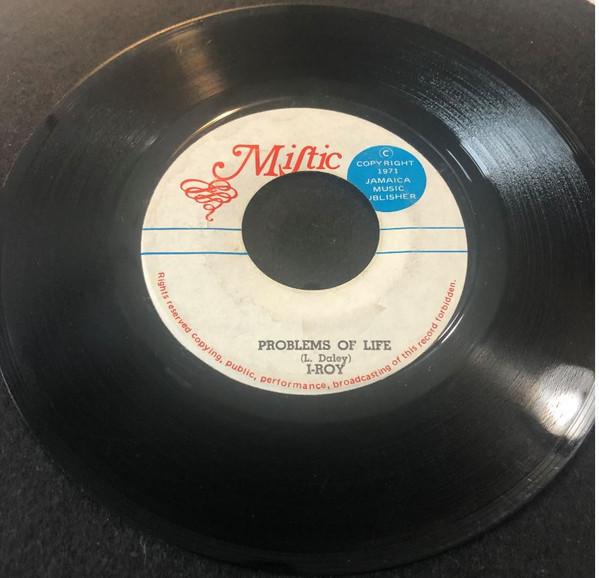 Mistic
©
COPYRIGHT
1971
JAMAICA
MUSIC
UBLISHER
PROBLEMS OF LIFE
(L. Daley)
I-ROY
Rights reserved copying, public, performance, broadcasting of this record forbidden.